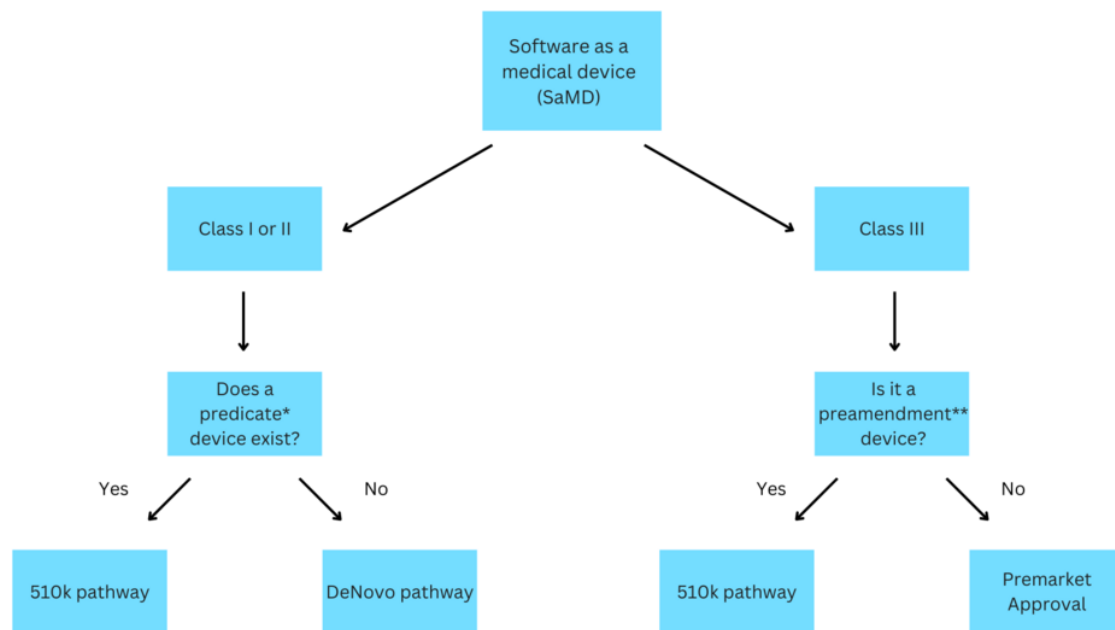 Software as a
medical device
(SaMD)
Class I or II
Class III
Does a
predicate*
device exist?
Is it a
preamendment**
device?
Yes
No
Yes
No
510k pathway
DeNovo pathway
510k pathway
Premarket
Approval